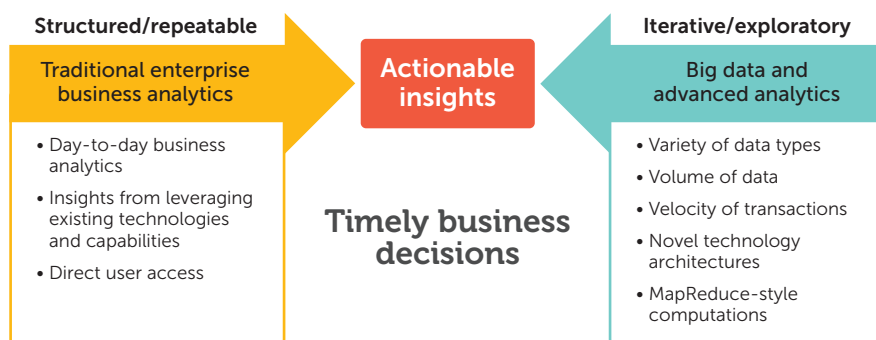 Structured/repeatable
Traditional enterprise
business analytics
• Day-to-day business
analytics
• Insights from leveraging
existing technologies
and capabilities
• Direct user access
Actionable
insights
Timely business
decisions
Iterative/exploratory
Big data and
advanced analytics
• Variety of data types
• Volume of data
• Velocity of transactions
• Novel technology
architectures
• MapReduce-style
computations